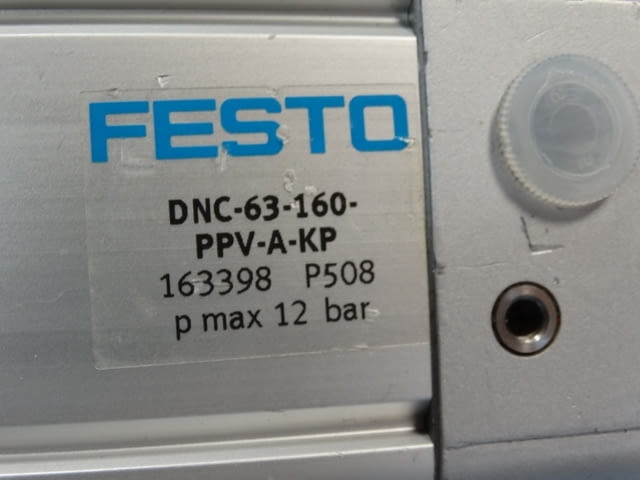 FESTO
DNC-63-160-
PPV-A-KP
163398 P508
p max 12 bar